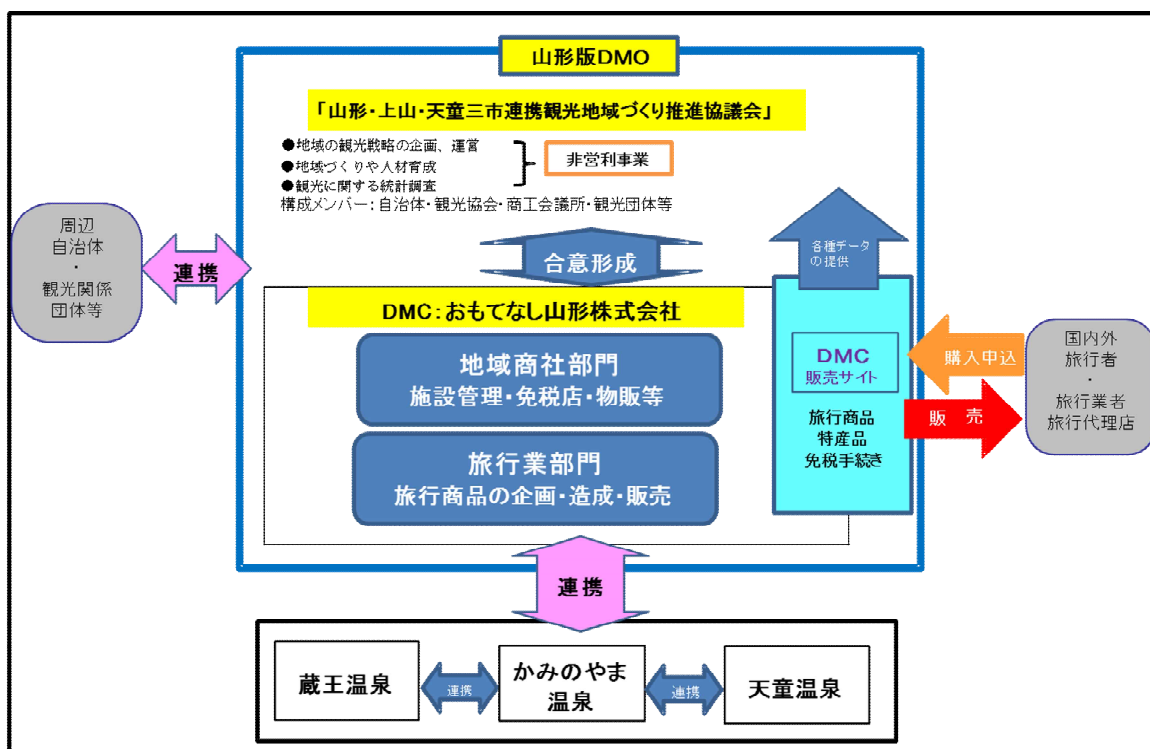 山形版DMO
「山形・上山・天童三市連携観光地域づくり推進協議会」
●地域の観光戦略の企画、運営
●地域づくりや人材育成
●観光に関する統計調査
非営利事業
構成メンバー：自治体・観光協会・商工会議所・観光団体等
周辺
自治体
・
観光関係
団体等
連携
合意形成
各種データ
の提供
DMC：おもてなし山形株式会社
地域商社部門
施設管理・免税店・物販等
旅行業部門
旅行商品の企画・造成・販売
DMC
販売サイト
旅行商品
特産品
免税手続き
購入申込
販　売
国内外
旅行者
・
旅行業者
旅行代理店
連携
蔵王温泉
連携
かみのやま
温泉
連携
天童温泉